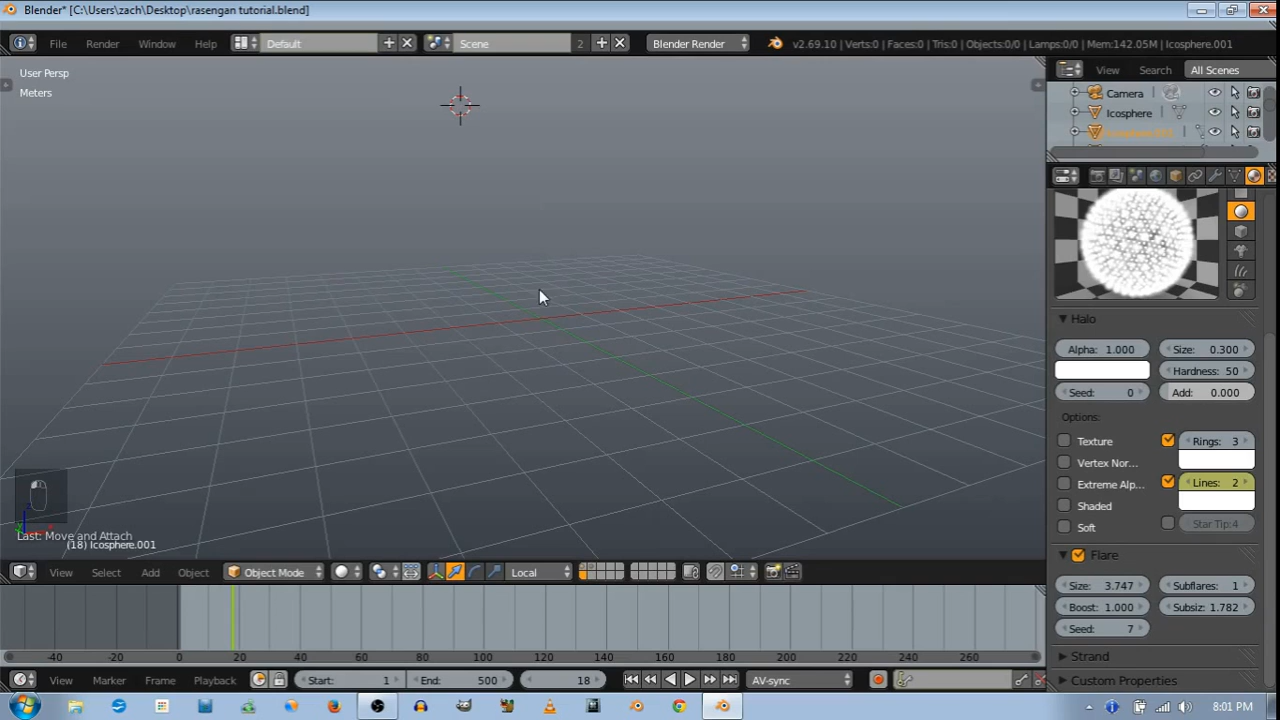 Blender* [C:\Users\zach\Desktop\rasengan tutorial.blend]
File Render Window Help Default Scene 2 Blender Render v2.69.10 | Verts:0 | Faces:0 | Tris:0 | Objects:0/0 | Lamps:0/0 | Mem:142.05M | Icosphere.001
User Persp
Meters
View Search All Scenes
Camera
Icosphere
Icosphere.001
Halo
Alpha: 1.000 Size: 0.300
Hardness: 50
Seed: 0 Add: 0.000
Options:
Texture Rings: 3
Vertex Nor...
Extreme Alp... Lines: 2
Shaded
Soft Star Tip:4
Flare
Size: 3.747 Subflares: 1
Boost: 1.000 Subsiz: 1.782
Seed: 7
Strand
Custom Properties
Last: Move and Attach
(18) Icosphere.001
View Select Add Object Object Mode Local
-40 -20 0 20 40 60 80 100 120 140 160 180 200 220 240 260
View Marker Frame Playback Start: 1 End: 500 18 AV-sync
8:01 PM